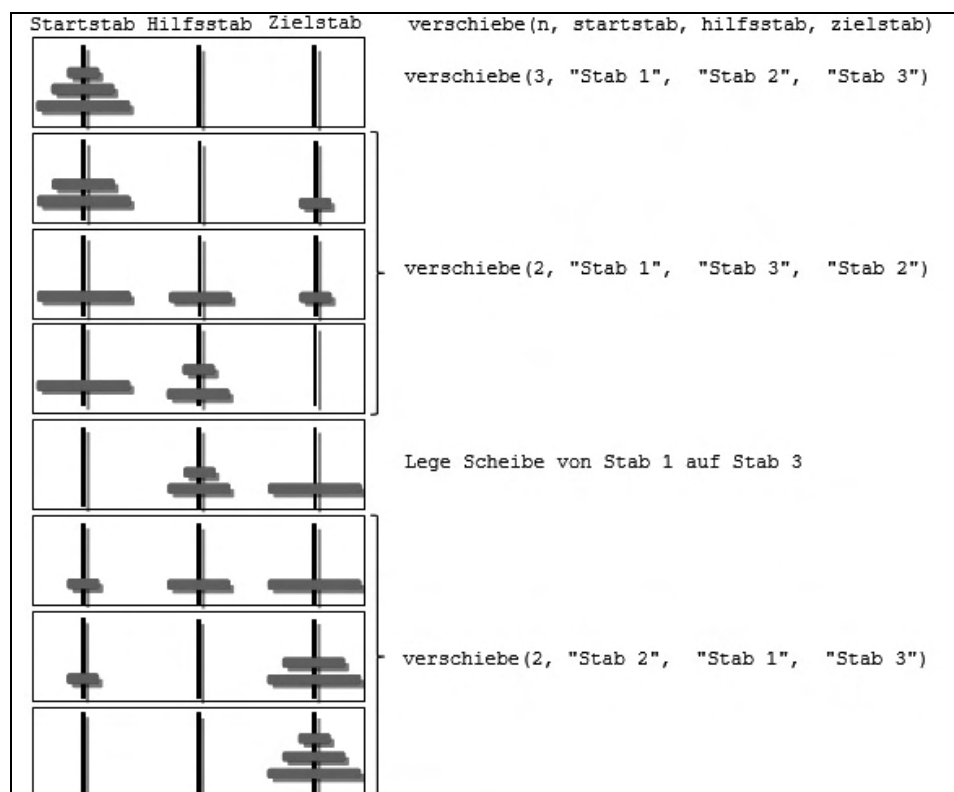 Startstab Hilfsstab Zielstab verschiebe(n, startstab, hilfsstab, zielstab)
verschiebe(3, "Stab 1", "Stab 2", "Stab 3")
verschiebe(2, "Stab 1", "Stab 3", "Stab 2")
Lege Scheibe von Stab 1 auf Stab 3
verschiebe(2, "Stab 2", "Stab 1", "Stab 3")